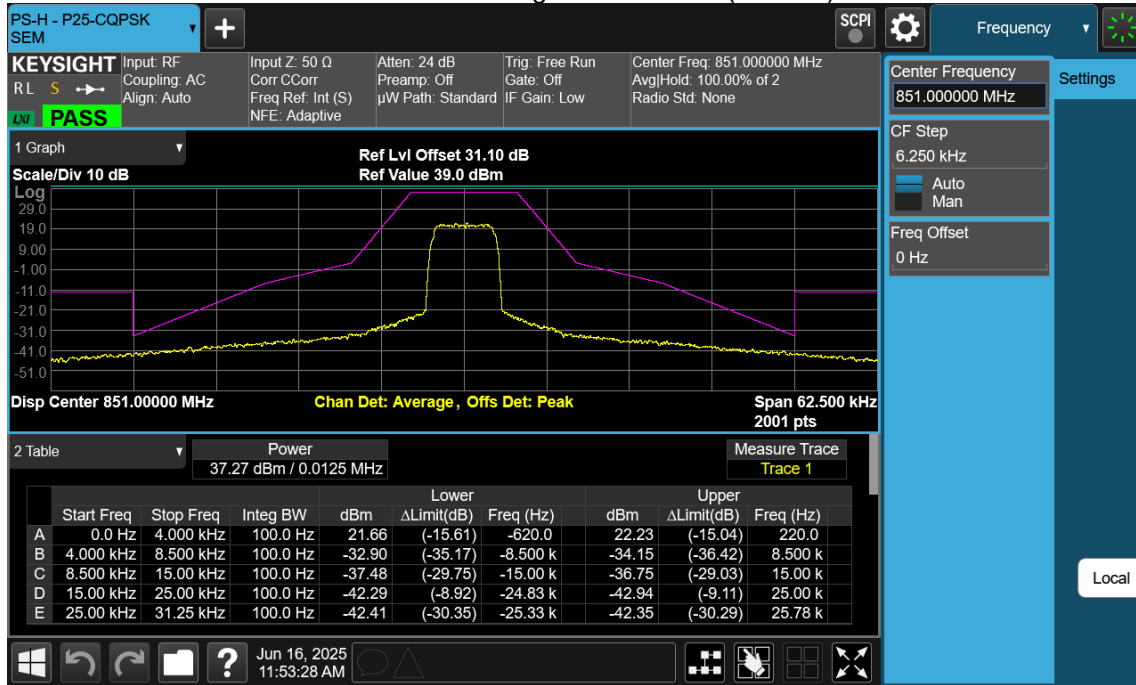 PS-H - P25-CQPSK
SEM
SCPI
Frequency
KEYSIGHT
R L S
LXI PASS
Input: RF
Coupling: AC
Align: Auto
Input Z: 50 Ω
Corr CCorr
Freq Ref: Int (S)
NFE: Adaptive
Atten: 24 dB
Preamp: Off
µW Path: Standard
Trig: Free Run
Gate: Off
IF Gain: Low
Center Freq: 851.000000 MHz
Avg|Hold: 100.00% of 2
Radio Std: None
Center Frequency
851.000000 MHz
Settings
CF Step
6.250 kHz
Auto
Man
Freq Offset
0 Hz
1 Graph
Scale/Div 10 dB
Ref Lvl Offset 31.10 dB
Ref Value 39.0 dBm
Log
29.0
19.0
9.00
-1.00
-11.0
-21.0
-31.0
-41.0
-51.0
Disp Center 851.00000 MHz
Chan Det: Average , Offs Det: Peak
Span 62.500 kHz
2001 pts
2 Table
Power
37.27 dBm / 0.0125 MHz
Measure Trace
Trace 1
Lower Upper
Start Freq Stop Freq Integ BW dBm ΔLimit(dB) Freq (Hz) dBm ΔLimit(dB) Freq (Hz)
A 0.0 Hz 4.000 kHz 100.0 Hz 21.66 (-15.61) -620.0 22.23 (-15.04) 220.0
B 4.000 kHz 8.500 kHz 100.0 Hz -32.90 (-35.17) -8.500 k -34.15 (-36.42) 8.500 k
C 8.500 kHz 15.00 kHz 100.0 Hz -37.48 (-29.75) -15.00 k -36.75 (-29.03) 15.00 k
D 15.00 kHz 25.00 kHz 100.0 Hz -42.29 (-8.92) -24.83 k -42.94 (-9.11) 25.00 k
E 25.00 kHz 31.25 kHz 100.0 Hz -42.41 (-30.35) -25.33 k -42.35 (-30.29) 25.78 k
Local
?
Jun 16, 2025
11:53:28 AM